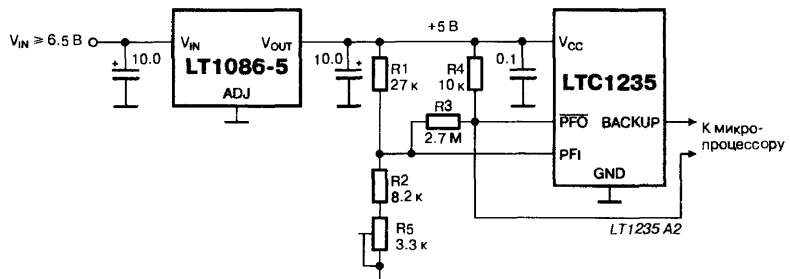 V_IN ⩾ 6.5 В
10.0
V_IN
V_OUT
LT1086-5
ADJ
10.0
+5 В
R1
27 к
R4
10 к
0.1
R3
2.7 М
R2
8.2 к
R5
3.3 к
V_CC
LTC1235
P̅F̅O̅
BACKUP
PFI
GND
К микро-
процессору
LT1235 A2